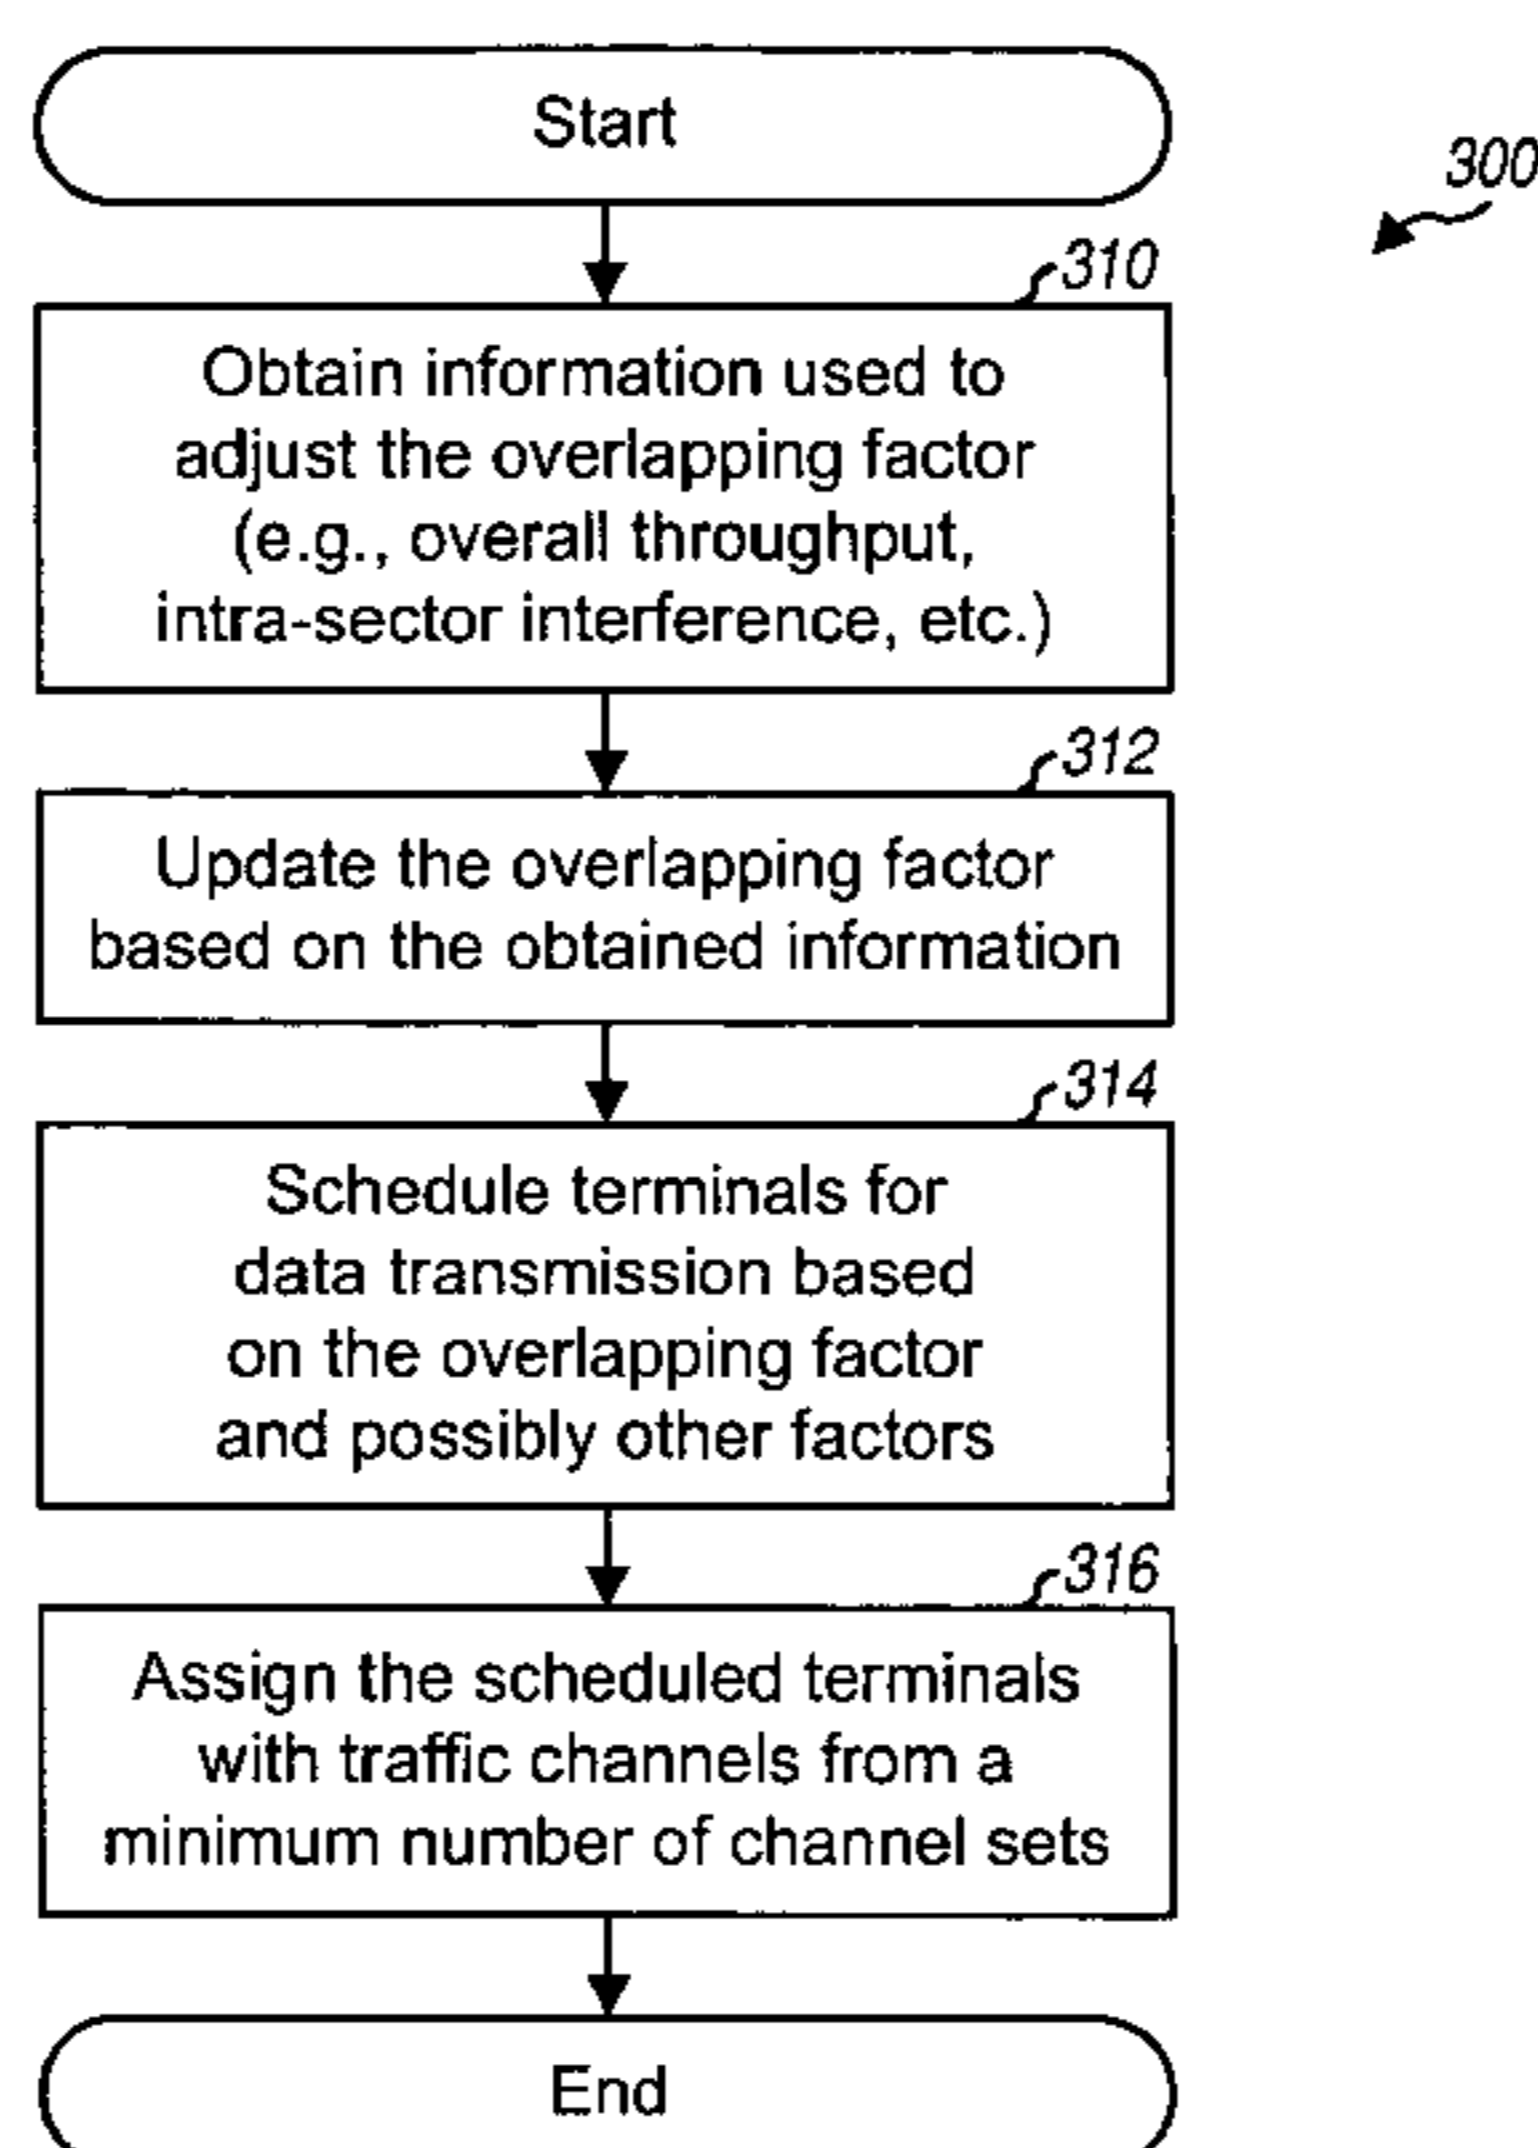 Start
300
310
Obtain information used to
adjust the overlapping factor
(e.g., overall throughput,
intra-sector interference, etc.)
312
Update the overlapping factor
based on the obtained information
314
Schedule terminals for
data transmission based
on the overlapping factor
and possibly other factors
316
Assign the scheduled terminals
with traffic channels from a
minimum number of channel sets
End